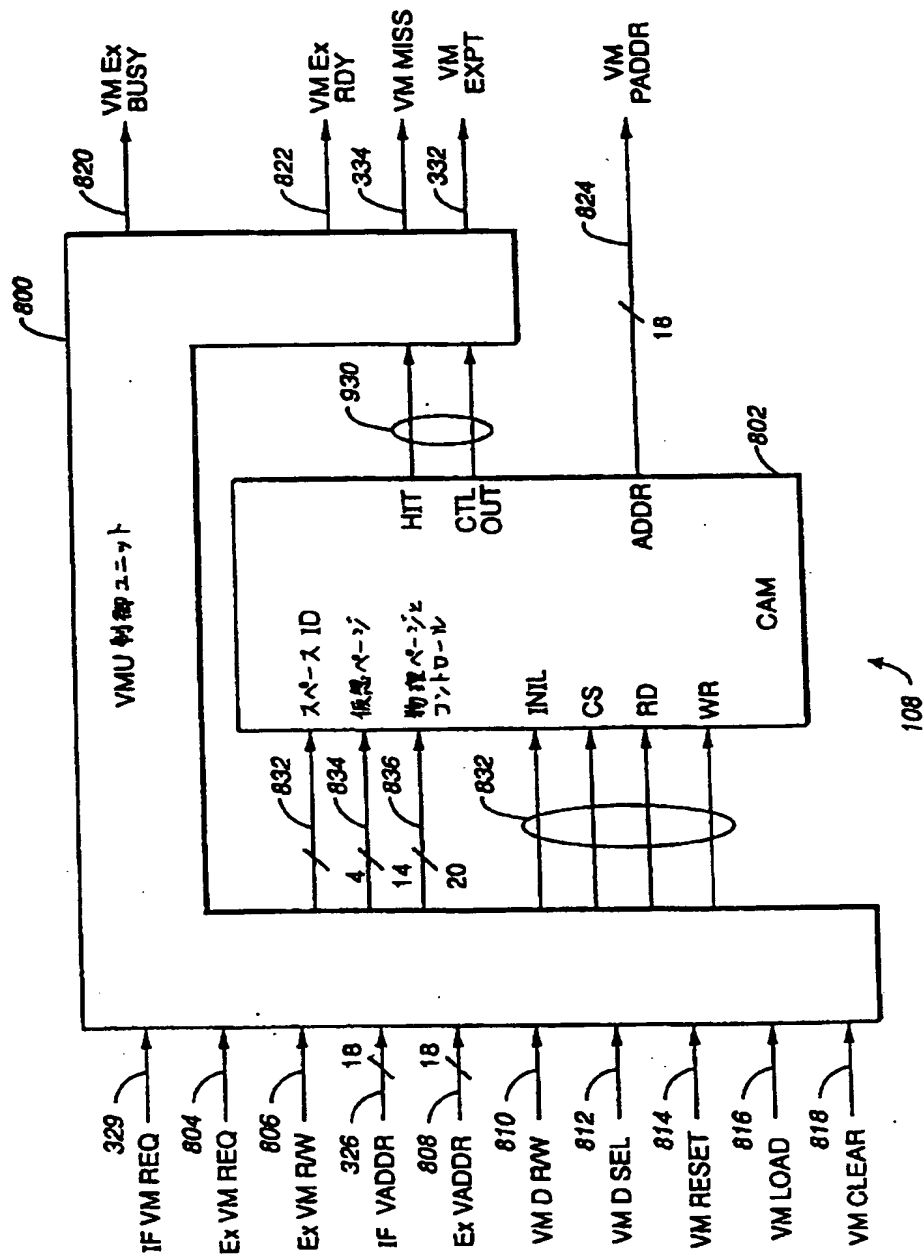 VMU 制御ユニット
800
820
VM Ex
BUSY
822
VM Ex
RDY
334
VM MISS
332
VM
EXPT
824
18
VM
PADDR
329
IF VM REQ
804
Ex VM REQ
806
Ex VM R/W
326
18
IF VADDR
808
18
Ex VADDR
810
VM D R/W
812
VM D SEL
814
VM RESET
816
VM LOAD
818
VM CLEAR
832
4
スペース ID
834
14
仮想ページ
836
20
物理ページと
コントロール
832
INIL
CS
RD
WR
930
HIT
CTL
OUT
ADDR
CAM
802
108